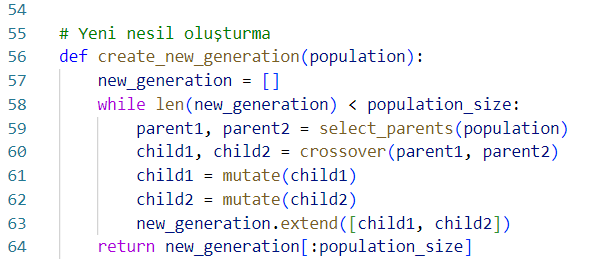 54
55 # Yeni nesil oluşturma
56 def create_new_generation(population):
57     new_generation = []
58     while len(new_generation) < population_size:
59         parent1, parent2 = select_parents(population)
60         child1, child2 = crossover(parent1, parent2)
61         child1 = mutate(child1)
62         child2 = mutate(child2)
63         new_generation.extend([child1, child2])
64     return new_generation[:population_size]